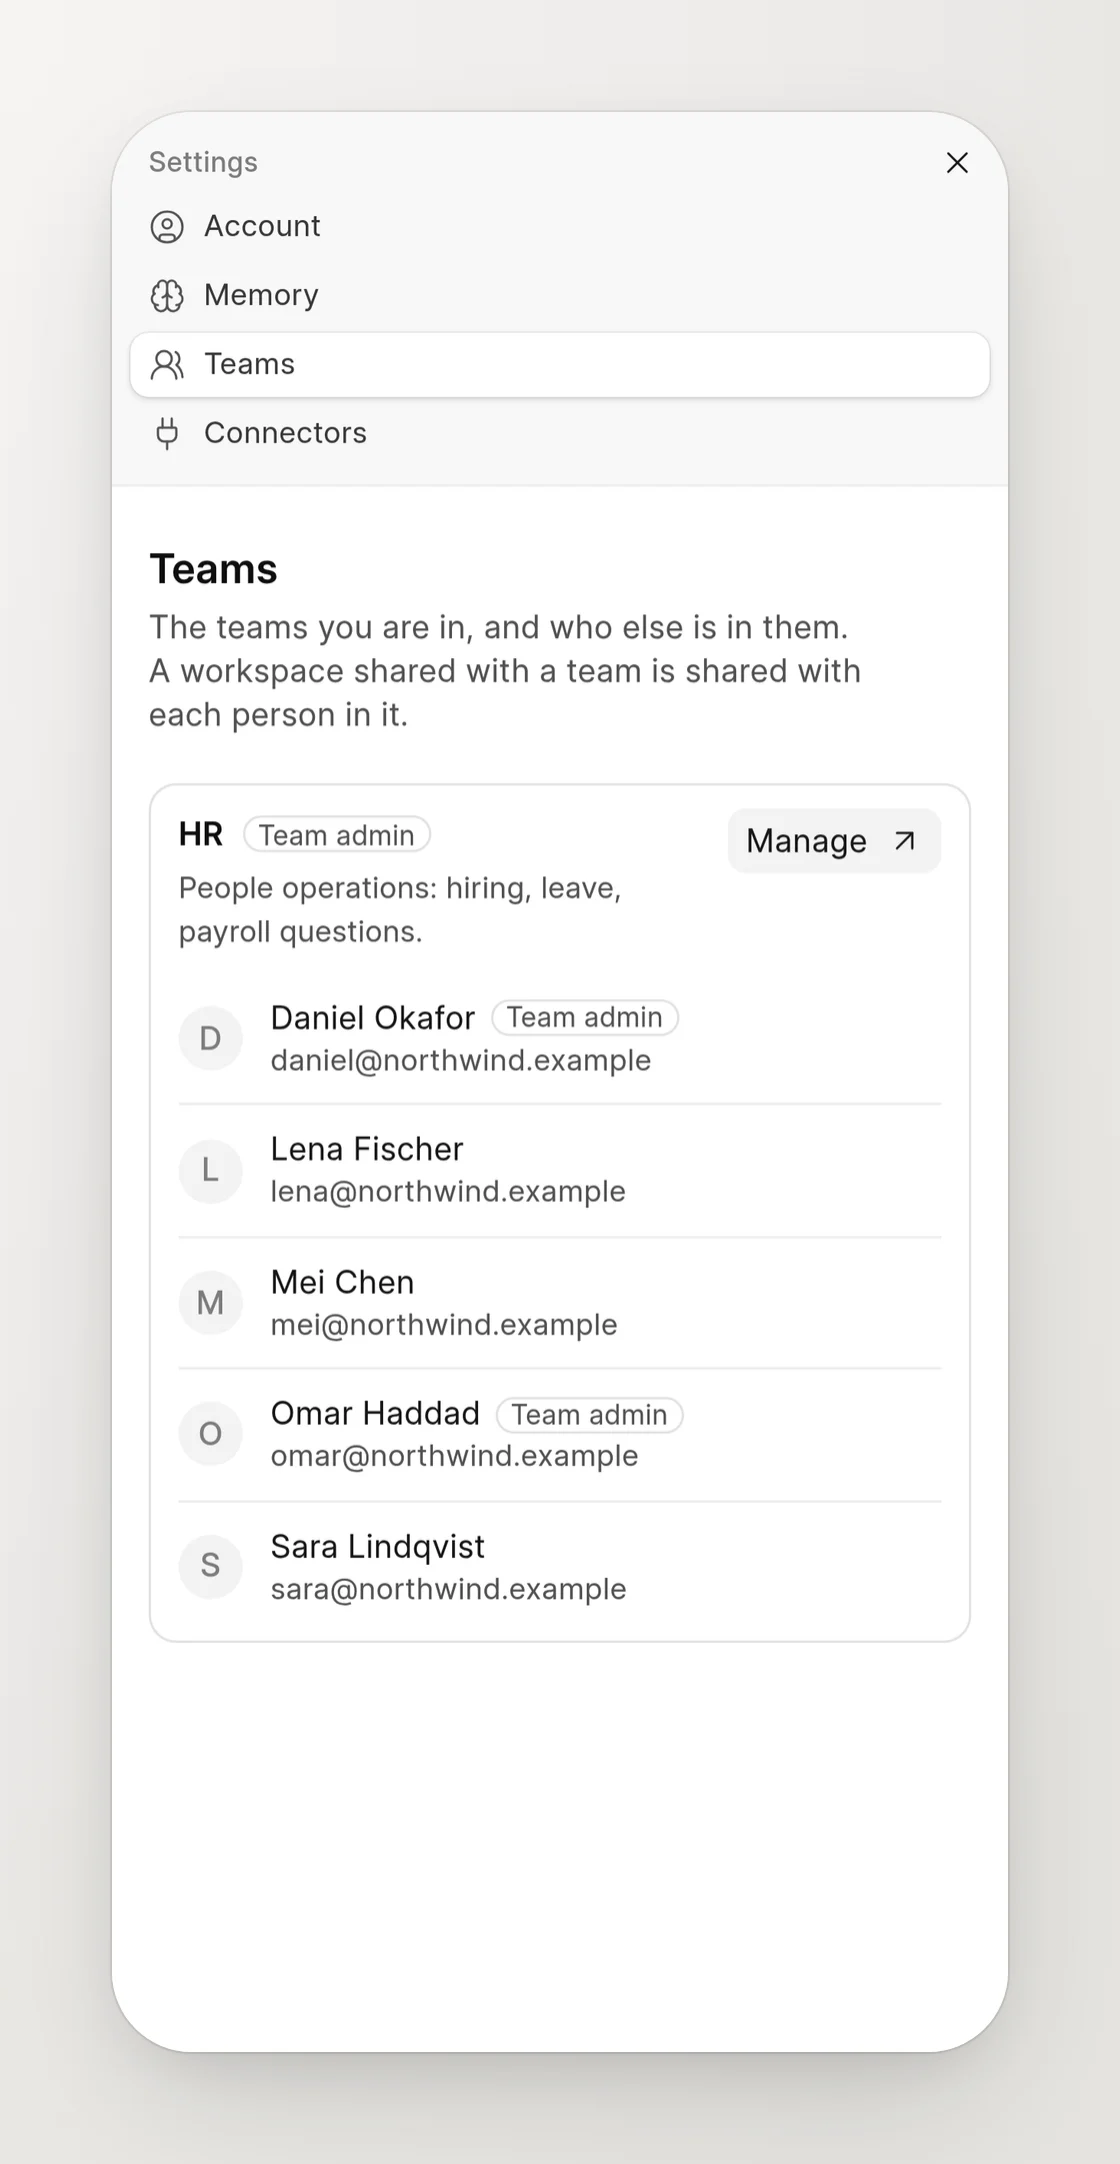 Settings
Account
Memory
Teams
Connectors
Teams
The teams you are in, and who else is in them.
A workspace shared with a team is shared with
each person in it.
HR Team admin
Manage
People operations: hiring, leave,
payroll questions.
D
Daniel Okafor Team admin
daniel@northwind.example
L
Lena Fischer
lena@northwind.example
M
Mei Chen
mei@northwind.example
O
Omar Haddad Team admin
omar@northwind.example
S
Sara Lindqvist
sara@northwind.example